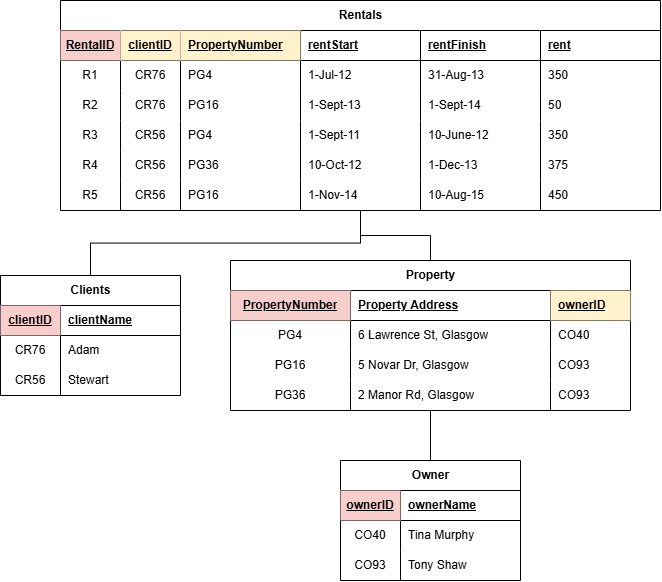 Rentals
RentalID clientID PropertyNumber rentStart rentFinish rent
R1 CR76 PG4 1-Jul-12 31-Aug-13 350
R2 CR76 PG16 1-Sept-13 1-Sept-14 50
R3 CR56 PG4 1-Sept-11 10-June-12 350
R4 CR56 PG36 10-Oct-12 1-Dec-13 375
R5 CR56 PG16 1-Nov-14 10-Aug-15 450
Clients
clientID clientName
CR76 Adam
CR56 Stewart
Property
PropertyNumber Property Address ownerID
PG4 6 Lawrence St, Glasgow CO40
PG16 5 Novar Dr, Glasgow CO93
PG36 2 Manor Rd, Glasgow CO93
Owner
ownerID ownerName
CO40 Tina Murphy
CO93 Tony Shaw